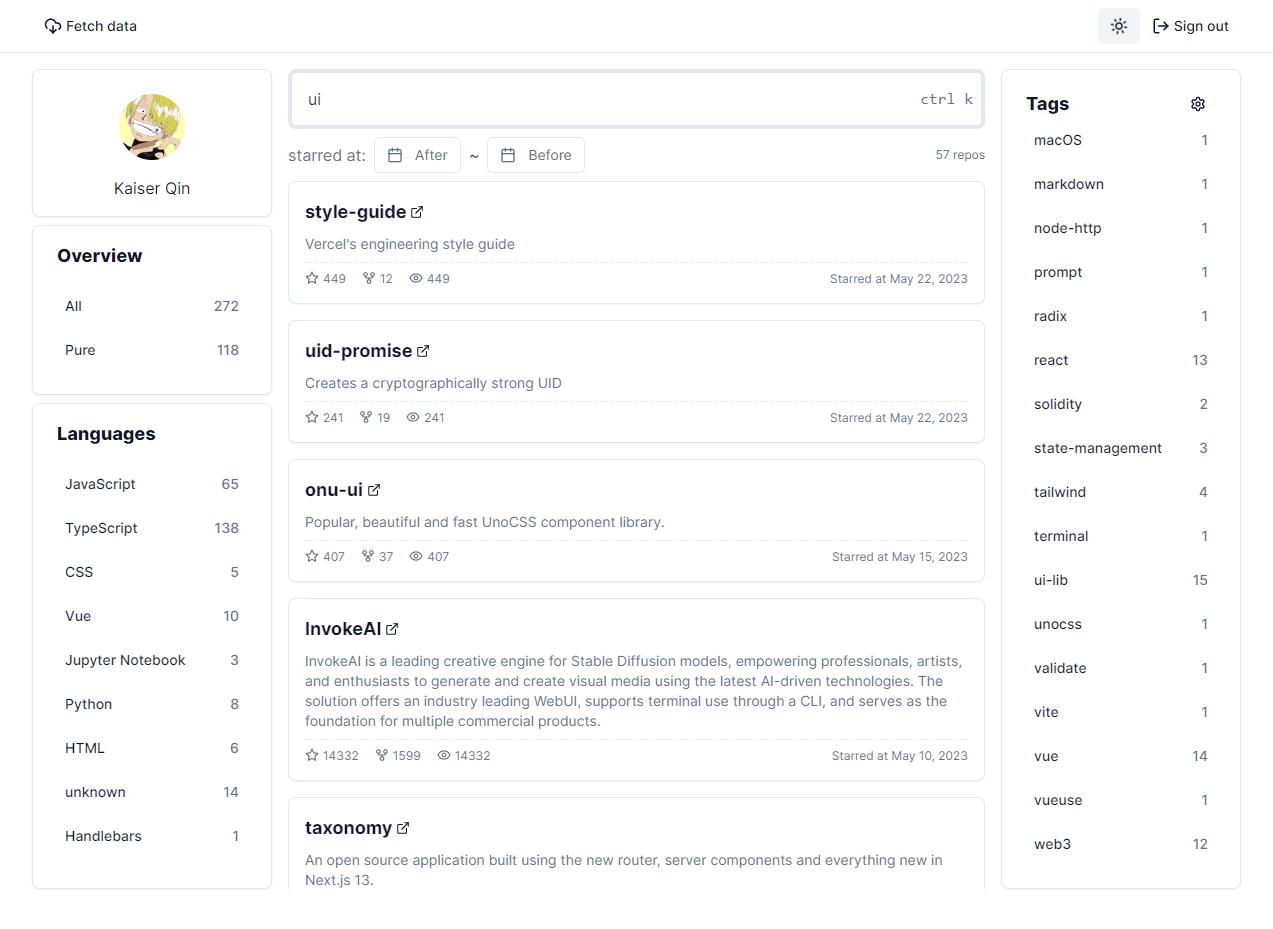 Fetch data
Sign out
Kaiser Qin
Overview
All 272
Pure 118
Languages
JavaScript 65
TypeScript 138
CSS 5
Vue 10
Jupyter Notebook 3
Python 8
HTML 6
unknown 14
Handlebars 1
ui ctrl k
starred at: After ~ Before 57 repos
style-guide
Vercel's engineering style guide
449 12 449 Starred at May 22, 2023
uid-promise
Creates a cryptographically strong UID
241 19 241 Starred at May 22, 2023
onu-ui
Popular, beautiful and fast UnoCSS component library.
407 37 407 Starred at May 15, 2023
InvokeAI
InvokeAI is a leading creative engine for Stable Diffusion models, empowering professionals, artists,
and enthusiasts to generate and create visual media using the latest AI-driven technologies. The
solution offers an industry leading WebUI, supports terminal use through a CLI, and serves as the
foundation for multiple commercial products.
14332 1599 14332 Starred at May 10, 2023
taxonomy
An open source application built using the new router, server components and everything new in
Next.js 13.
Tags
macOS 1
markdown 1
node-http 1
prompt 1
radix 1
react 13
solidity 2
state-management 3
tailwind 4
terminal 1
ui-lib 15
unocss 1
validate 1
vite 1
vue 14
vueuse 1
web3 12